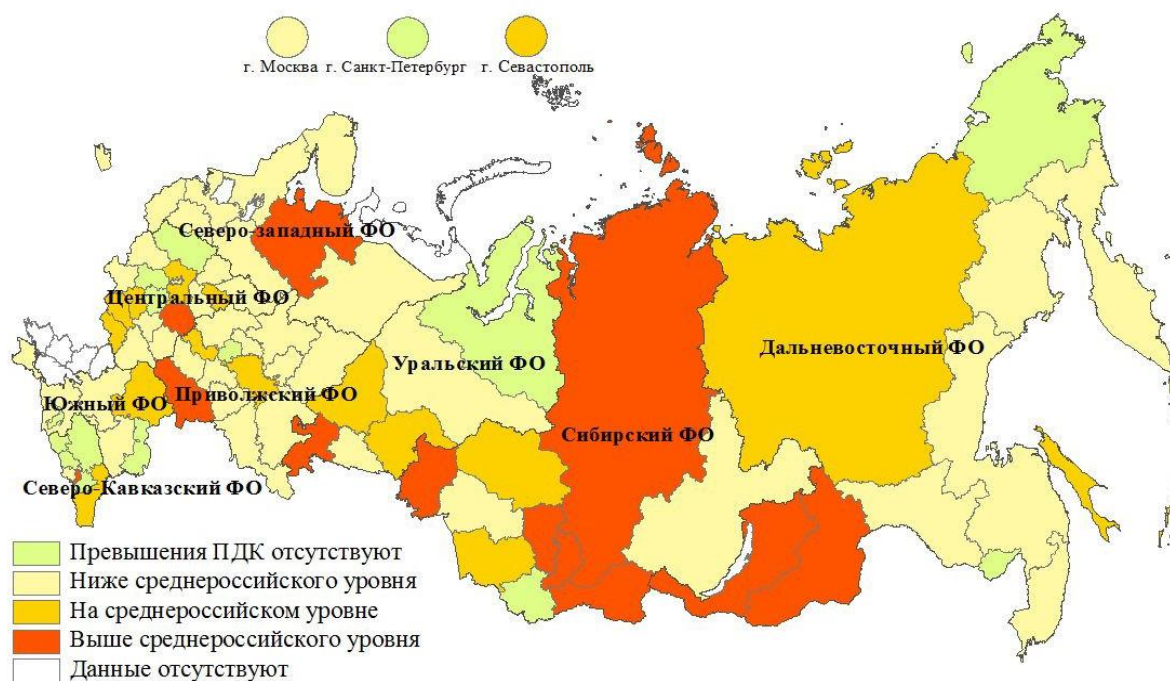 г. Москва г. Санкт-Петербург г. Севастополь
Северо-западный ФО
Центральный ФО
Уральский ФО
Дальневосточный ФО
Приволжский ФО
Южный ФО
Сибирский ФО
Северо-Кавказский ФО
Превышения ПДК отсутствуют
Ниже среднероссийского уровня
На среднероссийском уровне
Выше среднероссийского уровня
Данные отсутствуют